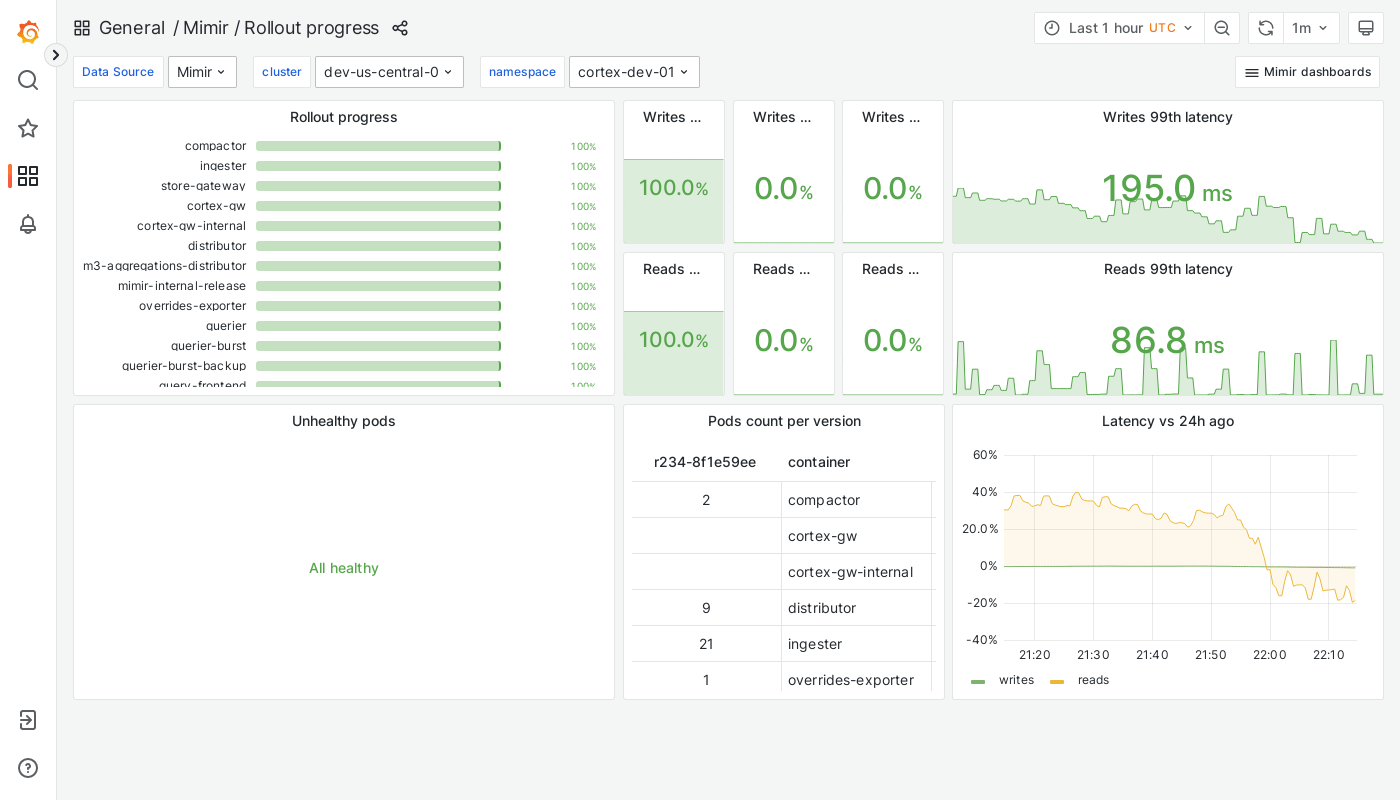 General / Mimir / Rollout progress
Last 1 hour UTC
1m
Data Source Mimir
cluster dev-us-central-0
namespace cortex-dev-01
Mimir dashboards
Rollout progress
compactor 100%
ingester 100%
store-gateway 100%
cortex-gw 100%
cortex-gw-internal 100%
distributor 100%
m3-aggregations-distributor 100%
mimir-internal-release 100%
overrides-exporter 100%
querier 100%
querier-burst 100%
querier-burst-backup 100%
query-frontend 100%
Writes ...
100.0%
Writes ...
0.0%
Writes ...
0.0%
Writes 99th latency
195.0 ms
Reads ...
100.0%
Reads ...
0.0%
Reads ...
0.0%
Reads 99th latency
86.8 ms
Unhealthy pods
All healthy
Pods count per version
r234-8f1e59ee container
2 compactor
cortex-gw
cortex-gw-internal
9 distributor
21 ingester
1 overrides-exporter
Latency vs 24h ago
60%
40%
20.0%
0%
-20%
-40%
21:20 21:30 21:40 21:50 22:00 22:10
writes reads